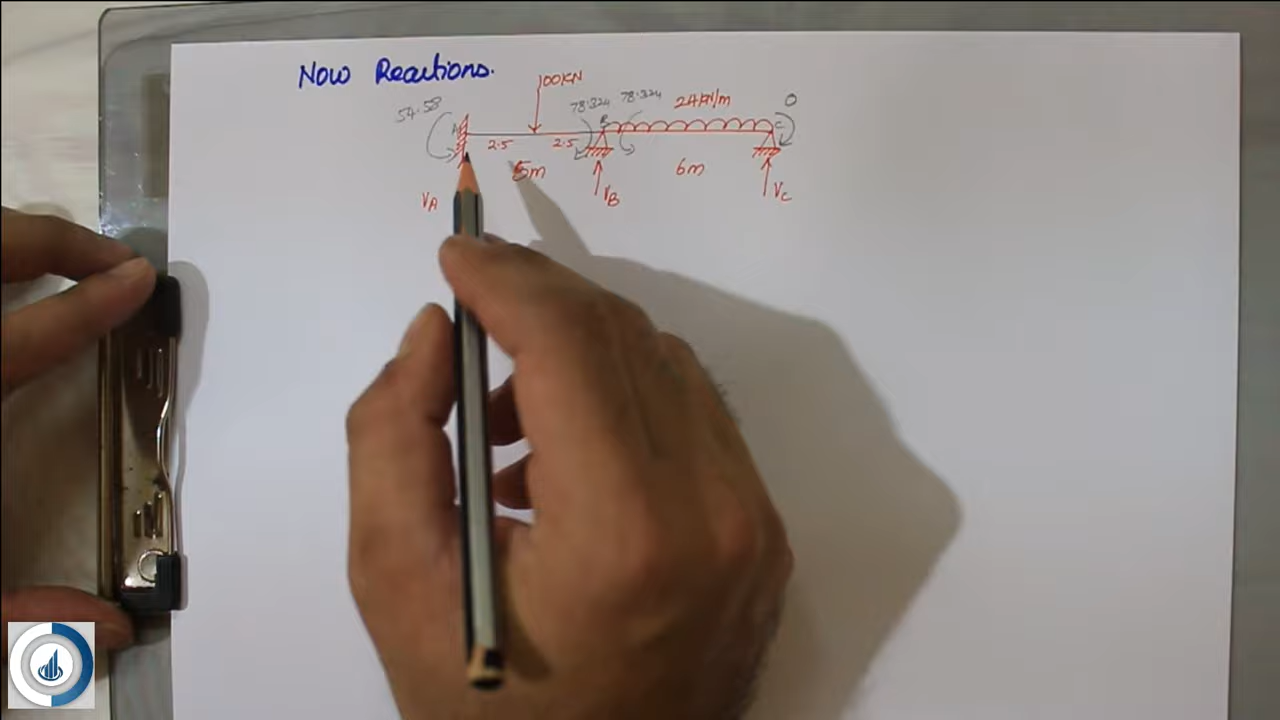 Now Reactions.
100KN
54.58 78.324 78.324 24KN/m 0
A B C
2.5 2.5
5m 6m
VA VB VC